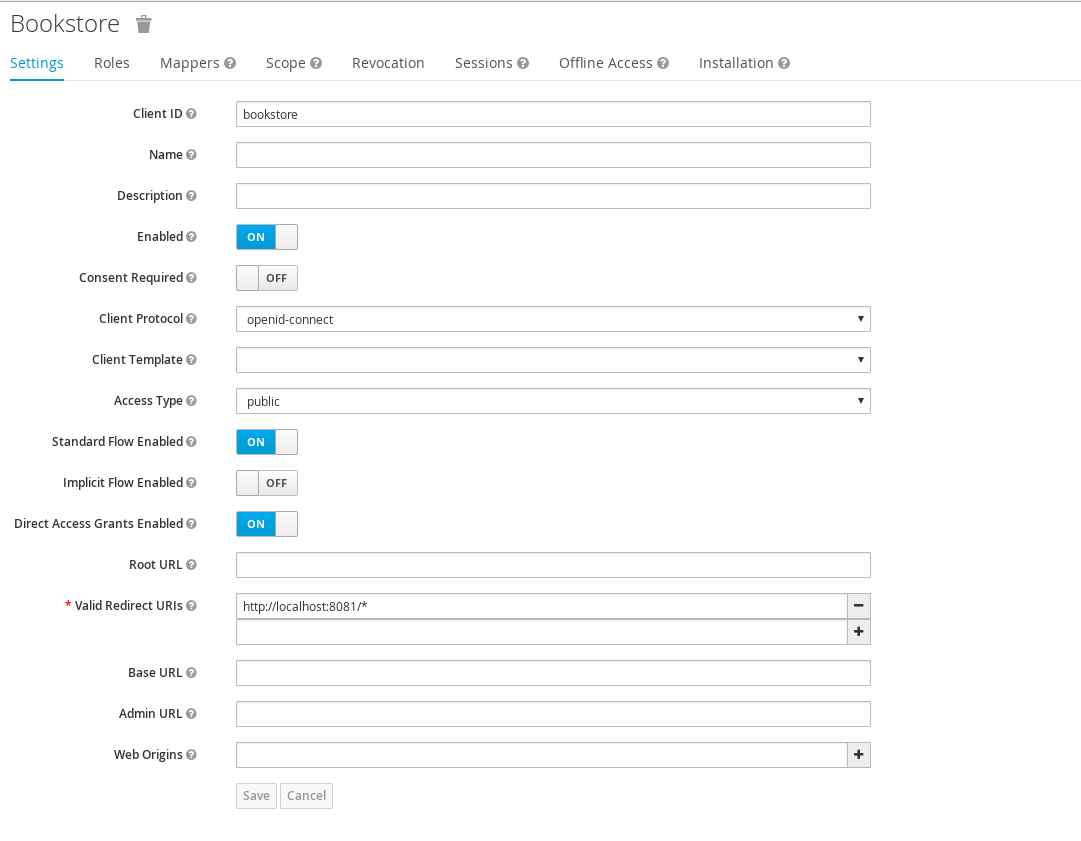 Bookstore
Settings Roles Mappers Scope Revocation Sessions Offline Access Installation
Client ID bookstore
Name
Description
Enabled ON
Consent Required OFF
Client Protocol openid-connect
Client Template
Access Type public
Standard Flow Enabled ON
Implicit Flow Enabled OFF
Direct Access Grants Enabled ON
Root URL
* Valid Redirect URIs http://localhost:8081/*
Base URL
Admin URL
Web Origins
Save Cancel